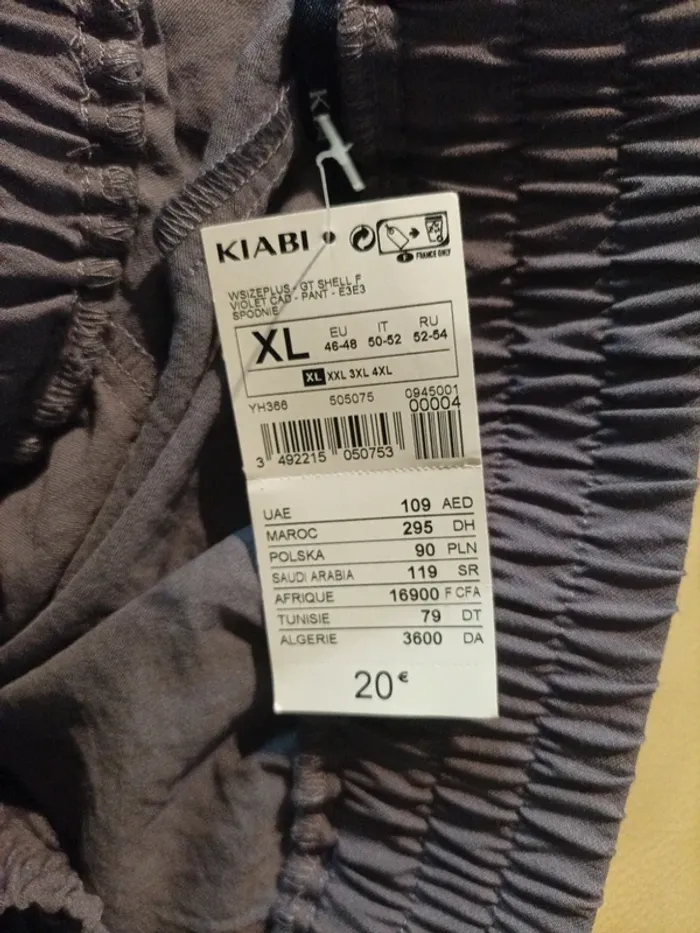 KIABI
FRANCE ONLY
WSIZEPLUS - GT SHELL F
VIOLET CAD - PANT - E3E3
SPODNIE
XL
EU IT RU
46-48 50-52 52-54
XL XXL 3XL 4XL
YH366 505075 0945001
00004
3 492215 050753
UAE 109 AED
MAROC 295 DH
POLSKA 90 PLN
SAUDI ARABIA 119 SR
AFRIQUE 16900 F CFA
TUNISIE 79 DT
ALGERIE 3600 DA
20€